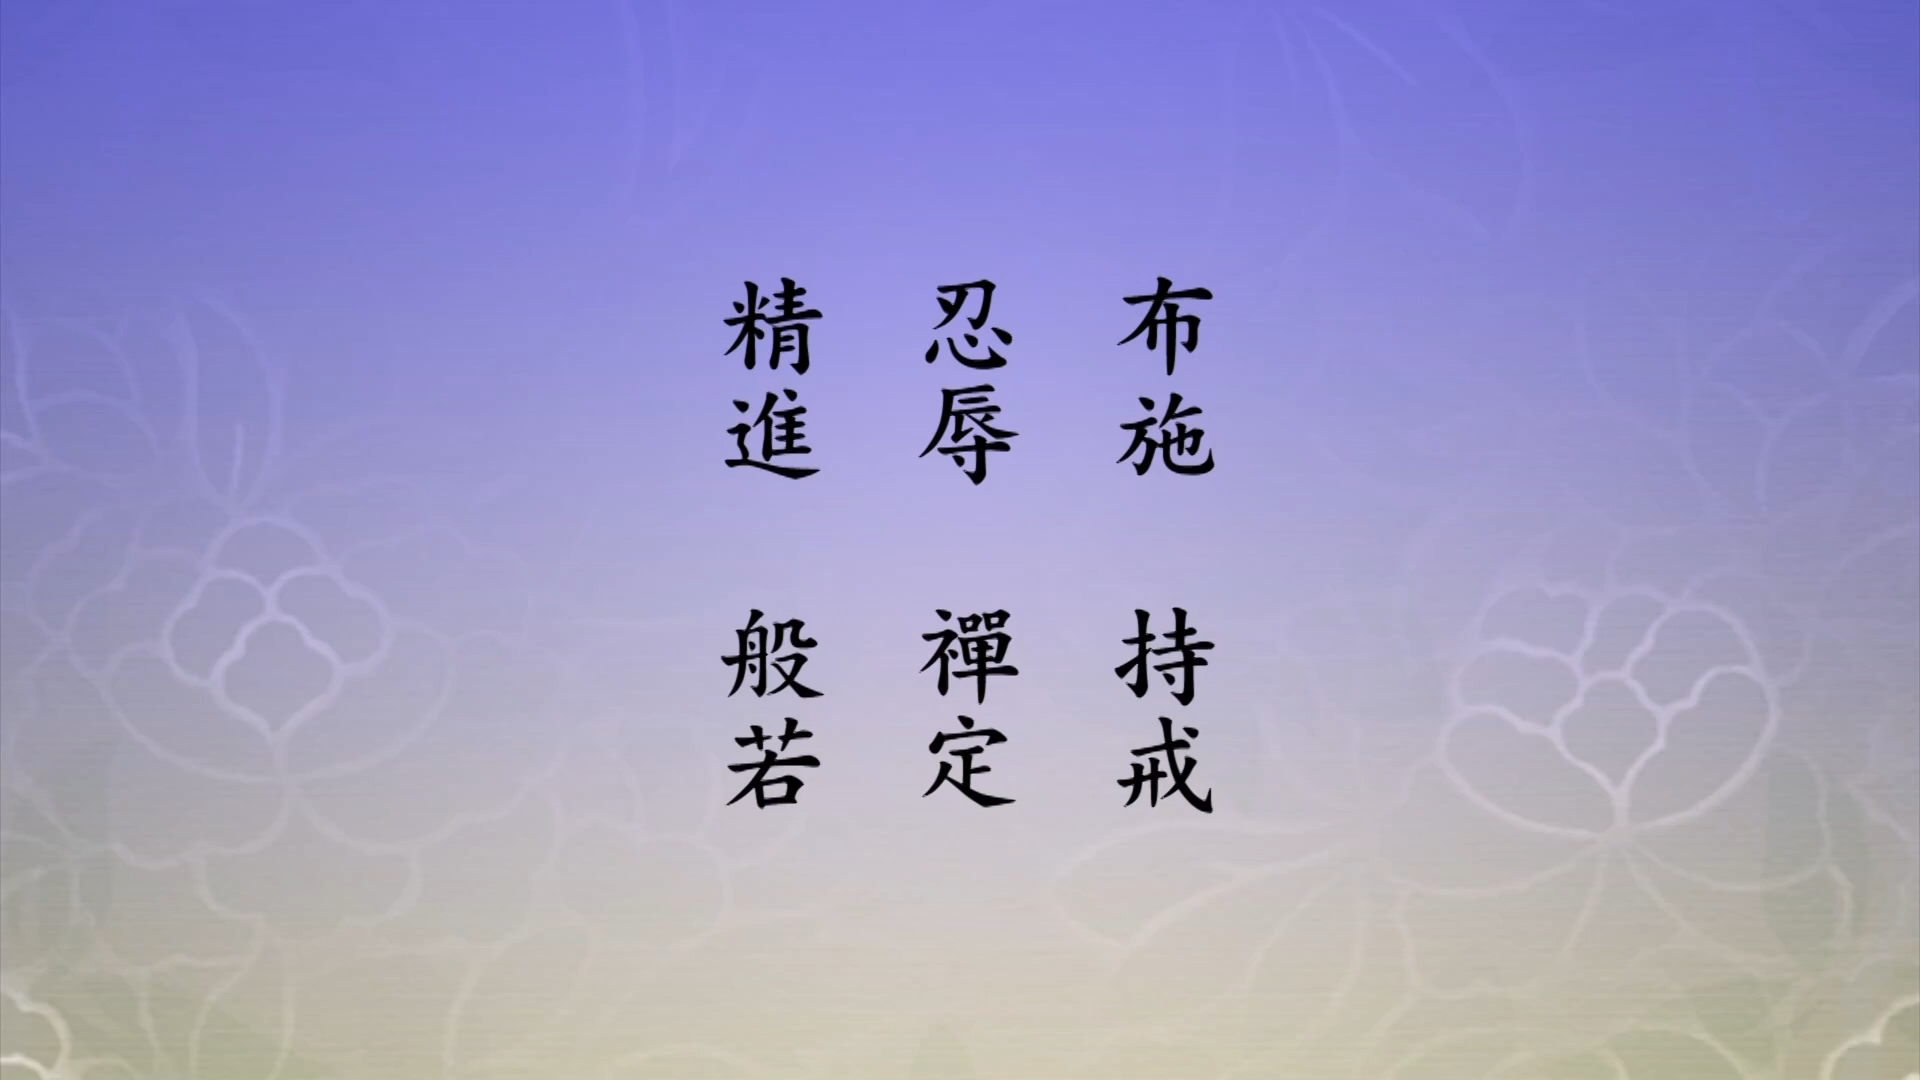 布施　持戒
忍辱　禪定
精進　般若